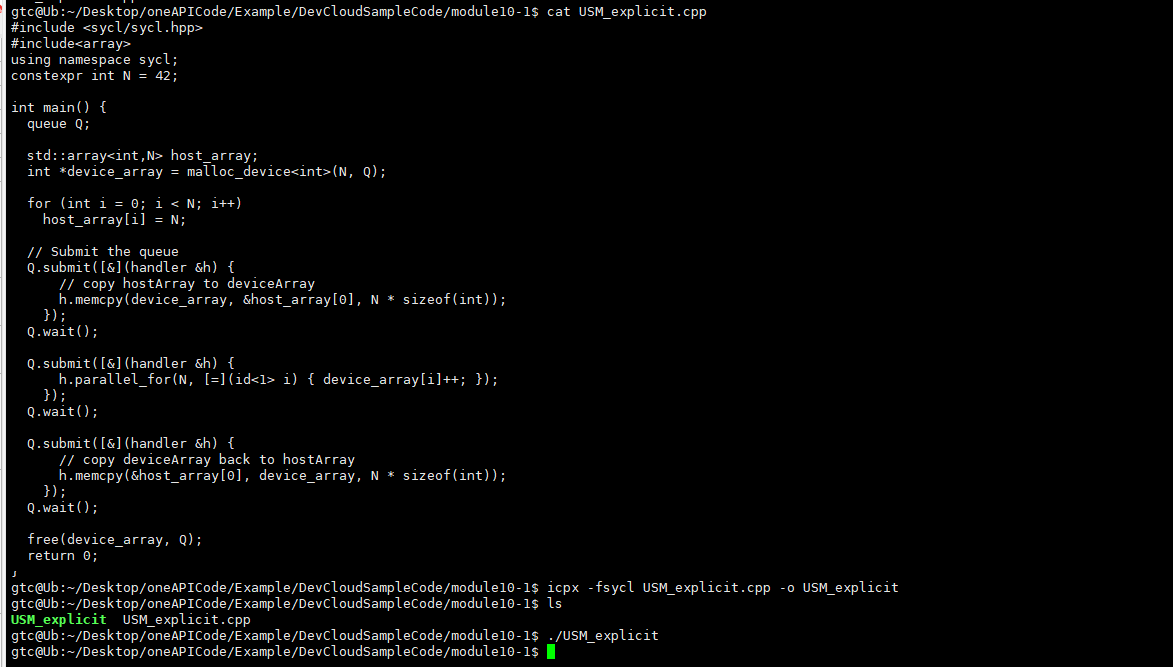 gtc@Ub:~/Desktop/oneAPICode/Example/DevCloudSampleCode/module10-1$ cat USM_explicit.cpp
#include <sycl/sycl.hpp>
#include<array>
using namespace sycl;
constexpr int N = 42;

int main() {
  queue Q;

  std::array<int,N> host_array;
  int *device_array = malloc_device<int>(N, Q);

  for (int i = 0; i < N; i++)
    host_array[i] = N;

  // Submit the queue
  Q.submit([&](handler &h) {
      // copy hostArray to deviceArray
      h.memcpy(device_array, &host_array[0], N * sizeof(int));
    });
  Q.wait();

  Q.submit([&](handler &h) {
      h.parallel_for(N, [=](id<1> i) { device_array[i]++; });
    });
  Q.wait();

  Q.submit([&](handler &h) {
      // copy deviceArray back to hostArray
      h.memcpy(&host_array[0], device_array, N * sizeof(int));
    });
  Q.wait();

  free(device_array, Q);
  return 0;
gtc@Ub:~/Desktop/oneAPICode/Example/DevCloudSampleCode/module10-1$ icpx -fsycl USM_explicit.cpp -o USM_explicit
gtc@Ub:~/Desktop/oneAPICode/Example/DevCloudSampleCode/module10-1$ ls
USM_explicit  USM_explicit.cpp
gtc@Ub:~/Desktop/oneAPICode/Example/DevCloudSampleCode/module10-1$ ./USM_explicit
gtc@Ub:~/Desktop/oneAPICode/Example/DevCloudSampleCode/module10-1$